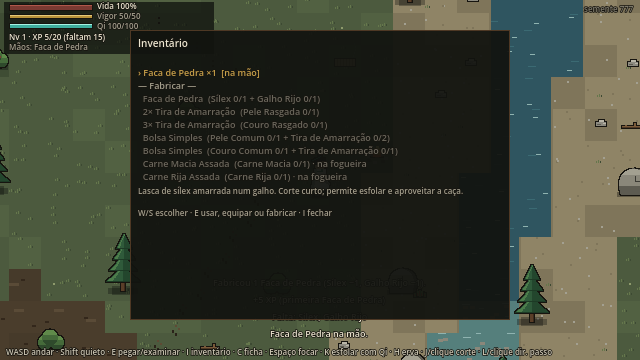 Vida 100%
Vigor 50/50
Qi 100/100
Nv 1 · XP 5/20 (faltam 15)
Mãos: Faca de Pedra
semente 777
Inventário
› Faca de Pedra ×1 [na mão]
— Fabricar —
Faca de Pedra (Sílex 0/1 + Galho Rijo 0/1)
2× Tira de Amarração (Pele Rasgada 0/1)
3× Tira de Amarração (Couro Rasgado 0/1)
Bolsa Simples (Pele Comum 0/1 + Tira de Amarração 0/2)
Bolsa Simples (Couro Comum 0/1 + Tira de Amarração 0/1)
Carne Macia Assada (Carne Macia 0/1) · na fogueira
Carne Rija Assada (Carne Rija 0/1) · na fogueira
Lasca de sílex amarrada num galho. Corte curto; permite esfolar e aproveitar a caça.
W/S escolher · E usar, equipar ou fabricar · I fechar
Faca de Pedra na mão.
WASD andar · Shift quieto · E pegar/examinar · I inventário · C ficha · Espaço focar · K esfolar com Qi · H erva · J/clique corte · L/clique dir. passo